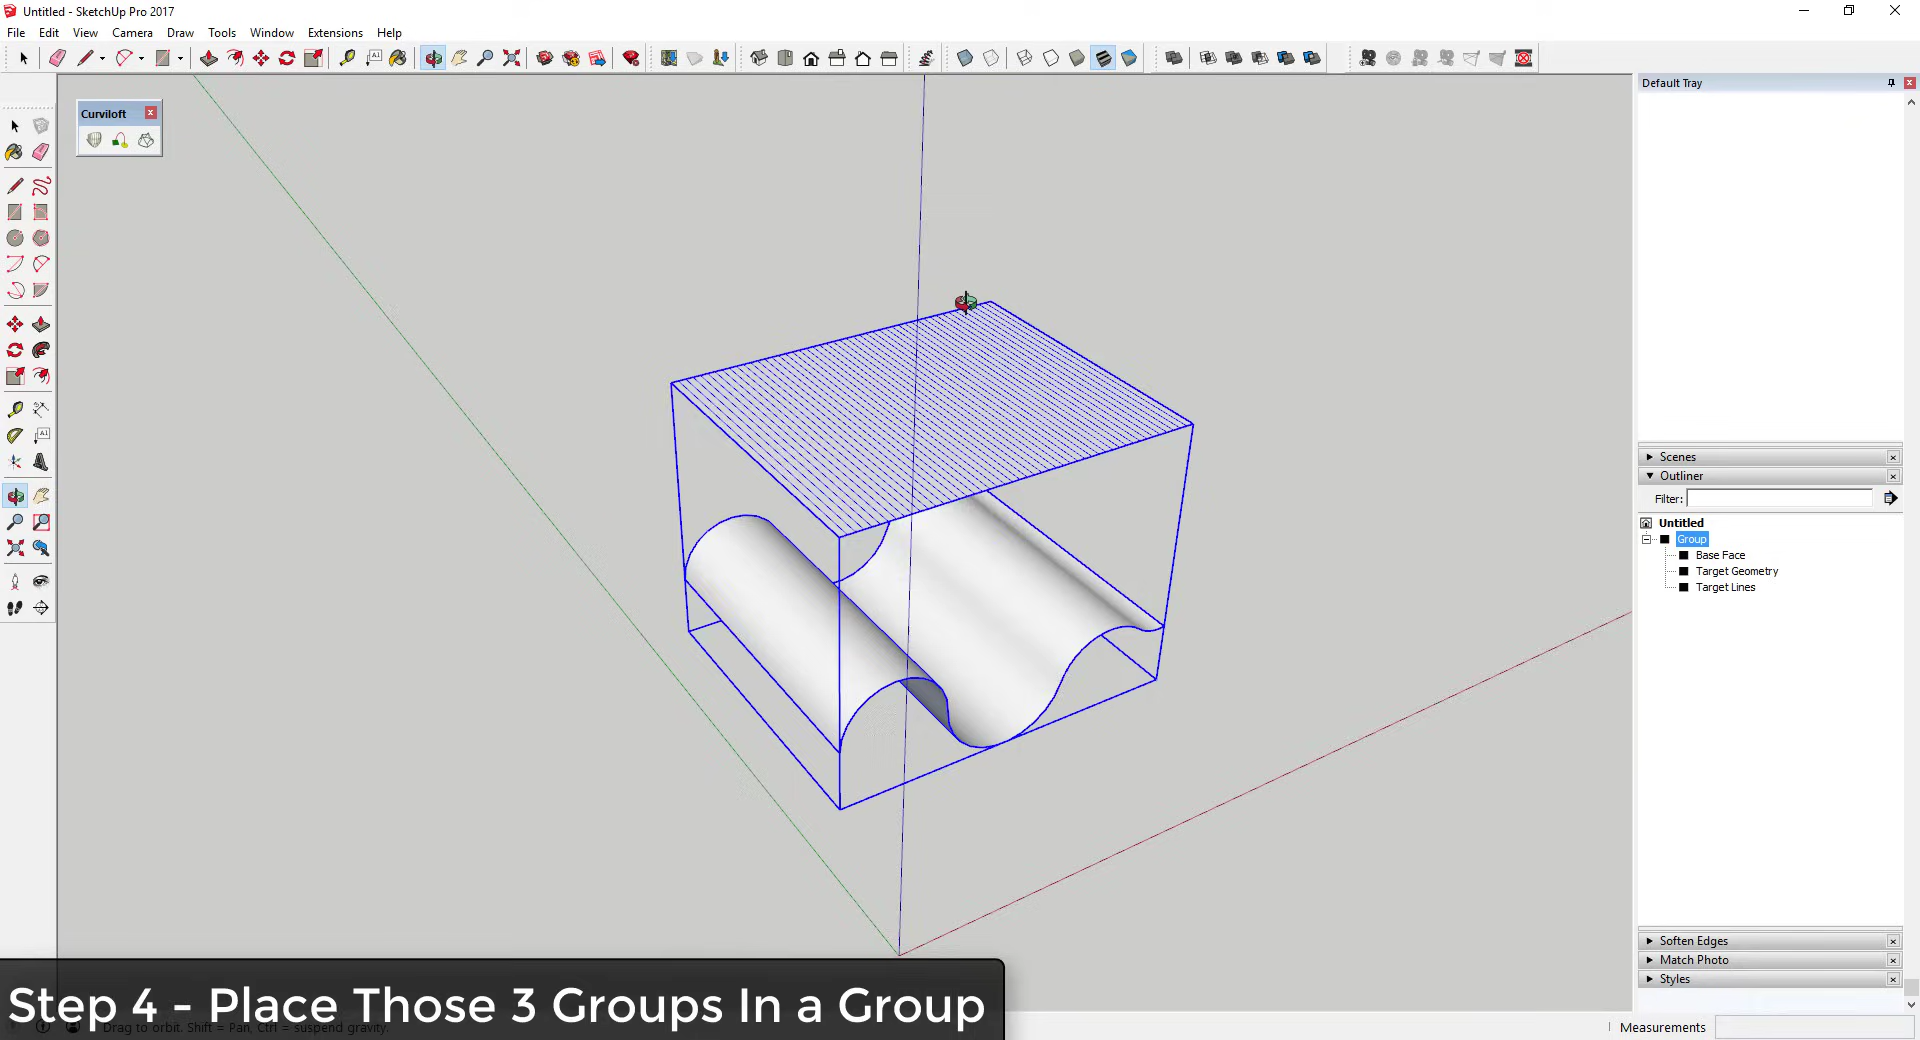 Untitled - SketchUp Pro 2017
File Edit View Camera Draw Tools Window Extensions Help
Default Tray
Curviloft
Scenes
Outliner
Filter:
Untitled
Group
Base Face
Target Geometry
Target Lines
Soften Edges
Match Photo
Styles
Step 4 - Place Those 3 Groups In a Group
Drag to orbit. Shift = Pan, Ctrl = suspend gravity.
Measurements